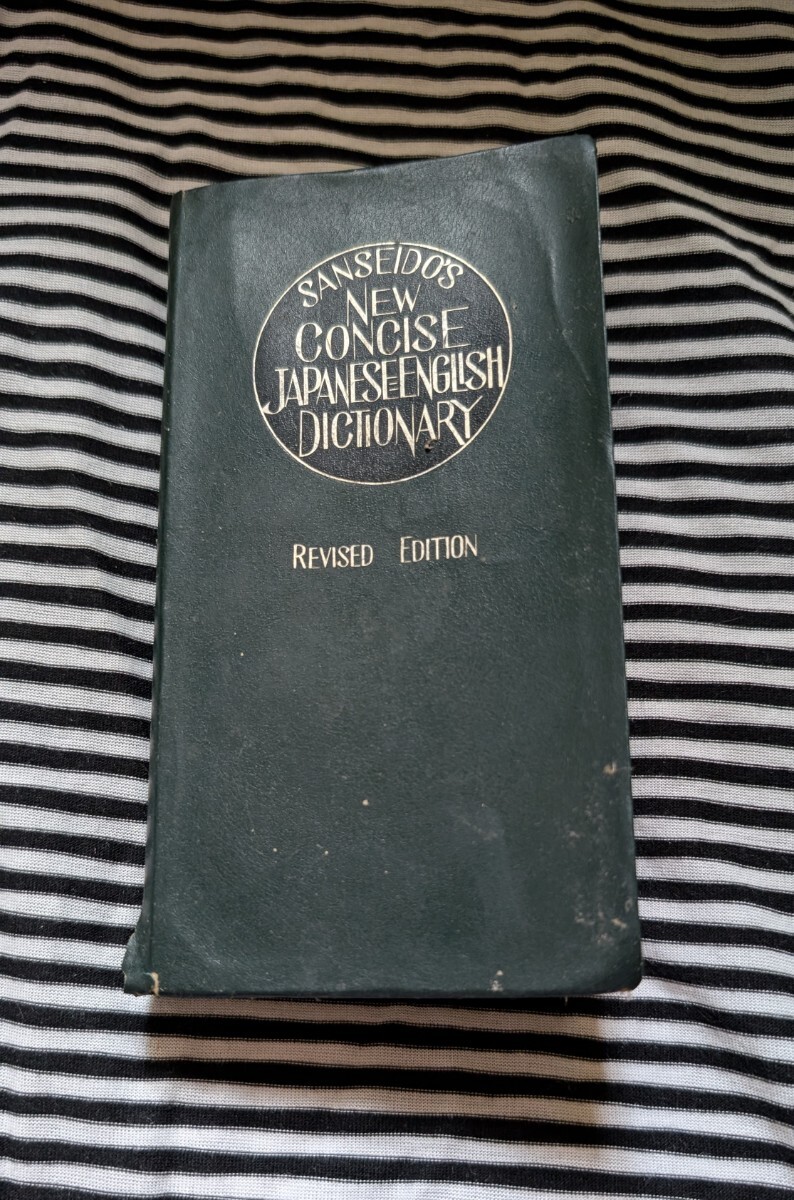 SANSEIDO'S
NEW
CONCISE
JAPANESE-ENGLISH
DICTIONARY
REVISED EDITION